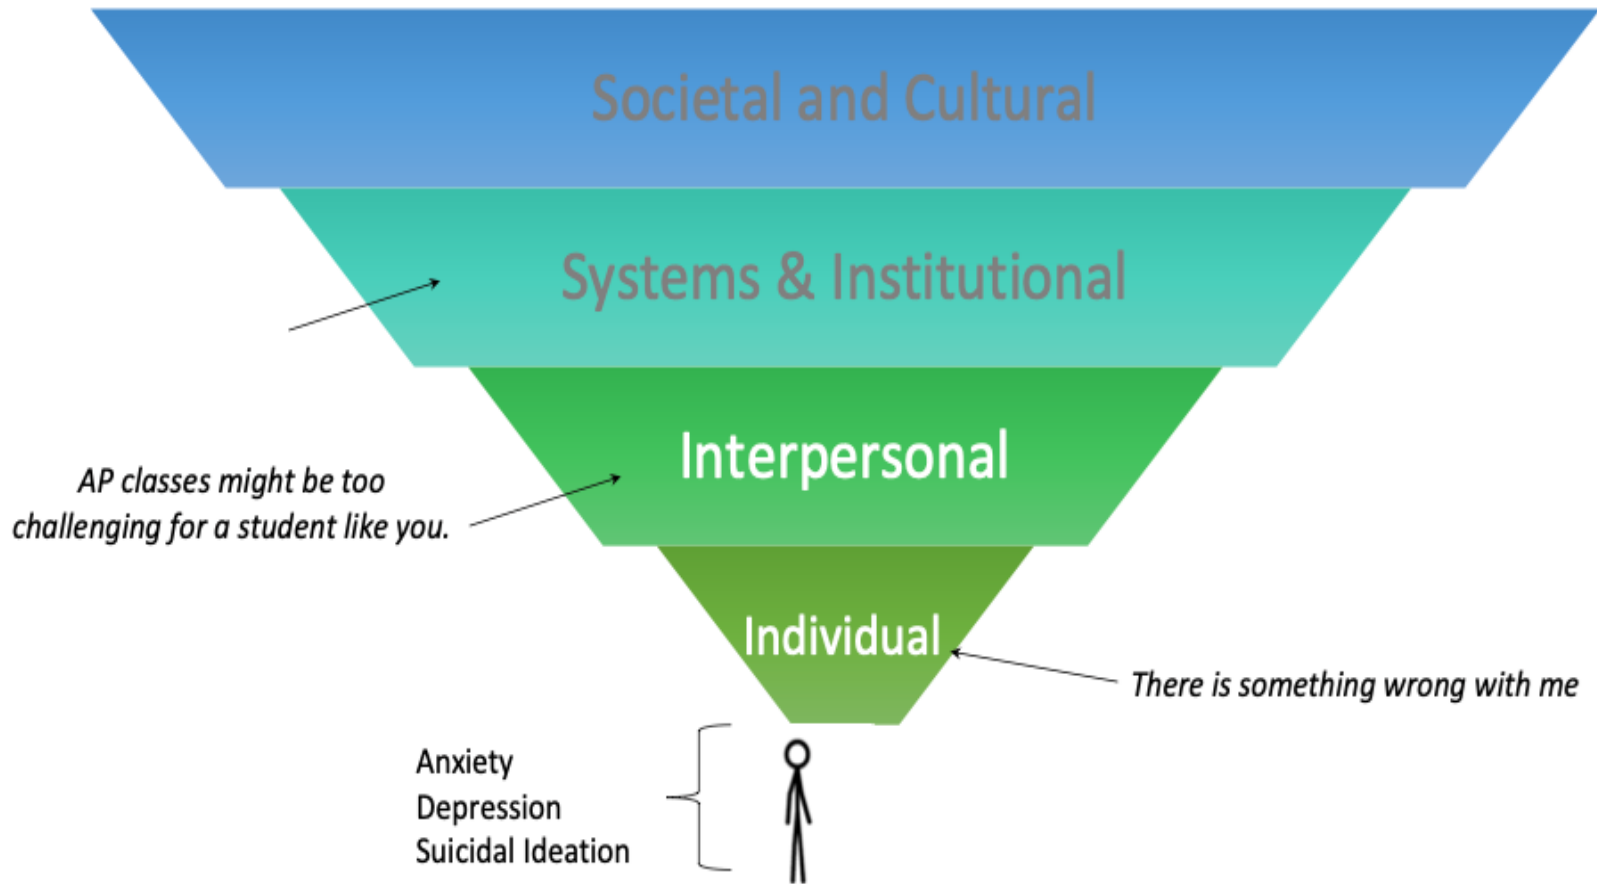 Societal and Cultural
Systems & Institutional
Interpersonal
AP classes might be too
challenging for a student like you.
Individual
There is something wrong with me
Anxiety
Depression
Suicidal Ideation